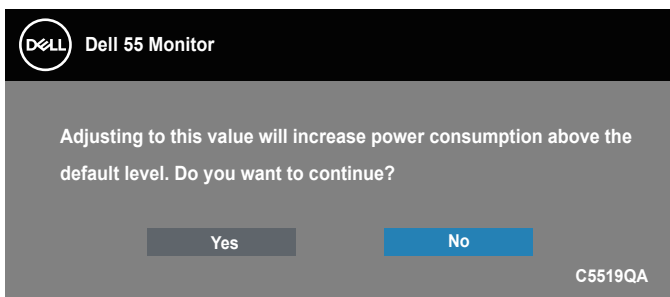 DELL
Dell 55 Monitor
Adjusting to this value will increase power consumption above the
default level. Do you want to continue?
Yes
No
C5519QA